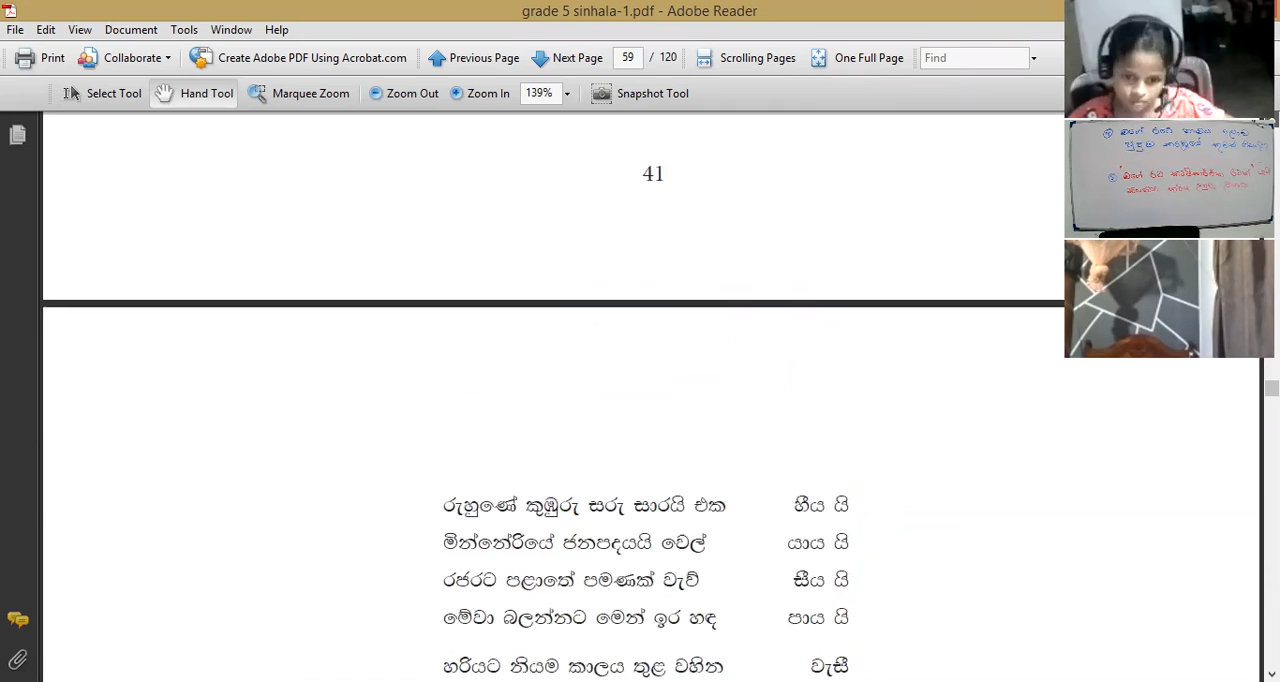 grade 5 sinhala-1.pdf - Adobe Reader
File Edit View Document Tools Window Help
Print Collaborate Create Adobe PDF Using Acrobat.com Previous Page Next Page 59 / 120 Scrolling Pages One Full Page Find
Select Tool Hand Tool Marquee Zoom Zoom Out Zoom In 139% Snapshot Tool
41
රුහුණේ කුඹුරු සරු සාරයි එක හීය යි
මින්නේරියේ ජනපදයයි වෙල් යාය යි
රජරට පළාතේ පමණක් වැව් සීය යි
මේවා බලන්නට මෙන් ඉර හඳ පාය යි
හරියට නියම කාලය තුළ වහින වැසී